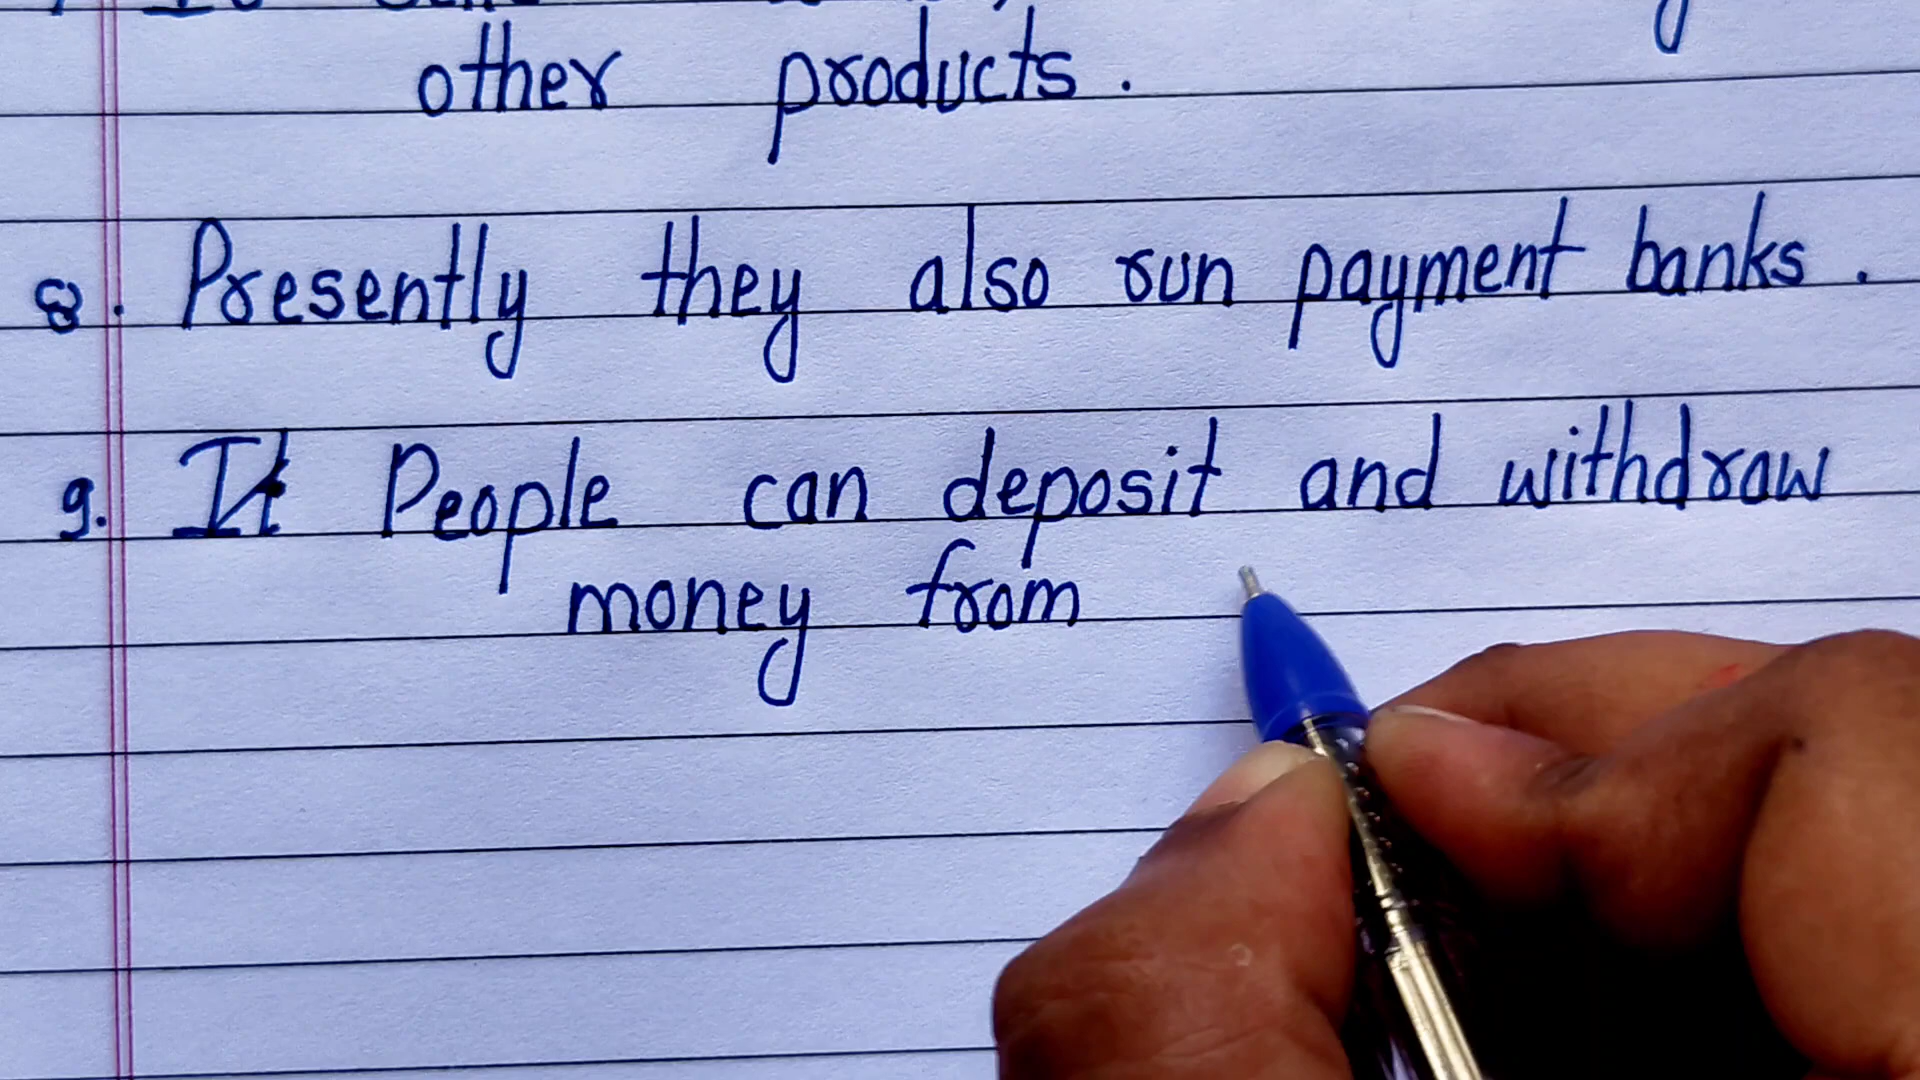 other products.
8. Presently they also run payment banks.
9. It People can deposit and withdraw
money from